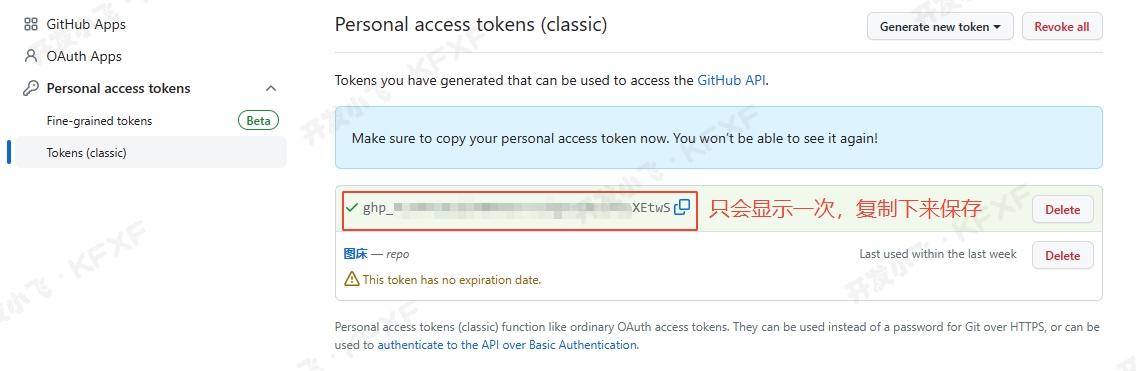 GitHub Apps
OAuth Apps
Personal access tokens
Fine-grained tokens Beta
Tokens (classic)
Personal access tokens (classic)
Generate new token
Revoke all
Tokens you have generated that can be used to access the GitHub API.
Make sure to copy your personal access token now. You won't be able to see it again!
ghp_ XEtwS
只会显示一次，复制下来保存
Delete
图床 — repo
Last used within the last week
Delete
This token has no expiration date.
Personal access tokens (classic) function like ordinary OAuth access tokens. They can be used instead of a password for Git over HTTPS, or can be
used to authenticate to the API over Basic Authentication.
开发小飞 · KFXF